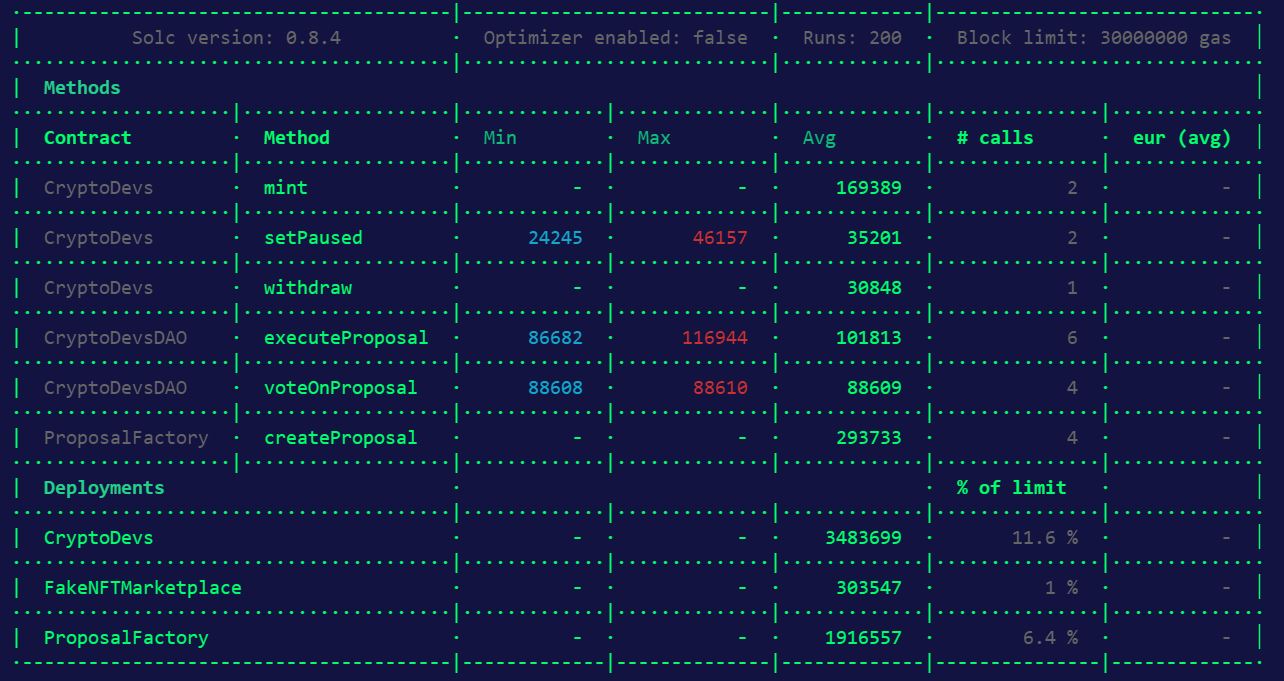 Solc version: 0.8.4 · Optimizer enabled: false · Runs: 200 · Block limit: 30000000 gas
Methods
Contract · Method · Min · Max · Avg · # calls · eur (avg)
CryptoDevs · mint · - · - · 169389 · 2 · -
CryptoDevs · setPaused · 24245 · 46157 · 35201 · 2 · -
CryptoDevs · withdraw · - · - · 30848 · 1 · -
CryptoDevsDAO · executeProposal · 86682 · 116944 · 101813 · 6 · -
CryptoDevsDAO · voteOnProposal · 88608 · 88610 · 88609 · 4 · -
ProposalFactory · createProposal · - · - · 293733 · 4 · -
Deployments · · % of limit ·
CryptoDevs · - · - · 3483699 · 11.6 % · -
FakeNFTMarketplace · - · - · 303547 · 1 % · -
ProposalFactory · - · - · 1916557 · 6.4 % · -